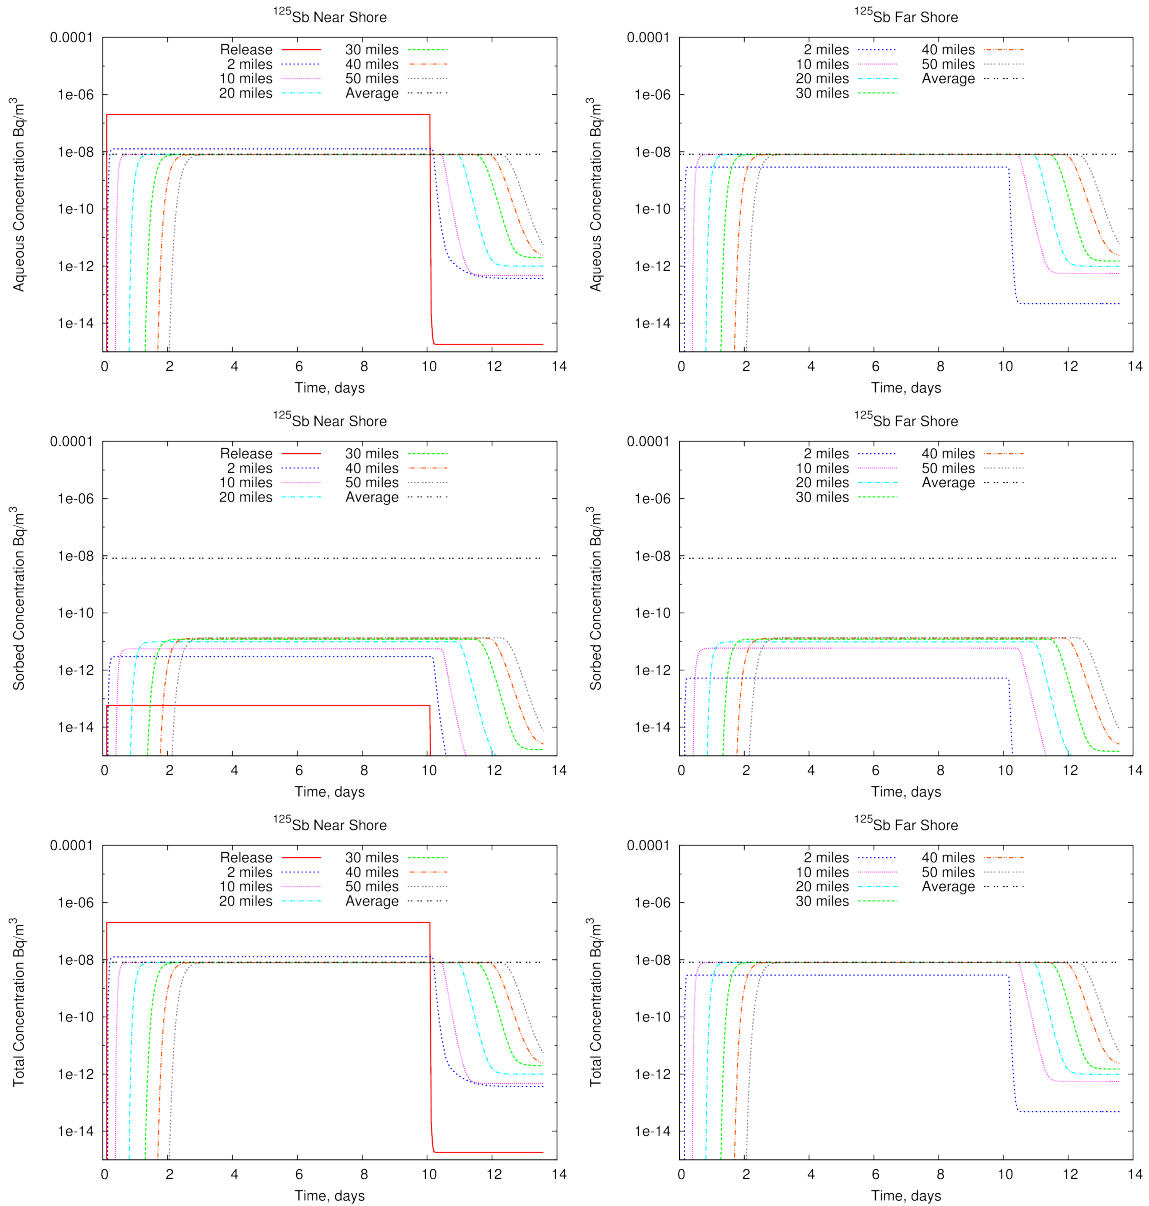 125Sb Near Shore
Aqueous Concentration Bq/m3
0.0001
1e-06
1e-08
1e-10
1e-12
1e-14
Release
2 miles
10 miles
20 miles
30 miles
40 miles
50 miles
Average
0 2 4 6 8 10 12 14
Time, days
125Sb Far Shore
Aqueous Concentration Bq/m3
0.0001
1e-06
1e-08
1e-10
1e-12
1e-14
2 miles
10 miles
20 miles
30 miles
40 miles
50 miles
Average
0 2 4 6 8 10 12 14
Time, days
125Sb Near Shore
Sorbed Concentration Bq/m3
0.0001
1e-06
1e-08
1e-10
1e-12
1e-14
Release
2 miles
10 miles
20 miles
30 miles
40 miles
50 miles
Average
0 2 4 6 8 10 12 14
Time, days
125Sb Far Shore
Sorbed Concentration Bq/m3
0.0001
1e-06
1e-08
1e-10
1e-12
1e-14
2 miles
10 miles
20 miles
30 miles
40 miles
50 miles
Average
0 2 4 6 8 10 12 14
Time, days
125Sb Near Shore
Total Concentration Bq/m3
0.0001
1e-06
1e-08
1e-10
1e-12
1e-14
Release
2 miles
10 miles
20 miles
30 miles
40 miles
50 miles
Average
0 2 4 6 8 10 12 14
Time, days
125Sb Far Shore
Total Concentration Bq/m3
0.0001
1e-06
1e-08
1e-10
1e-12
1e-14
2 miles
10 miles
20 miles
30 miles
40 miles
50 miles
Average
0 2 4 6 8 10 12 14
Time, days